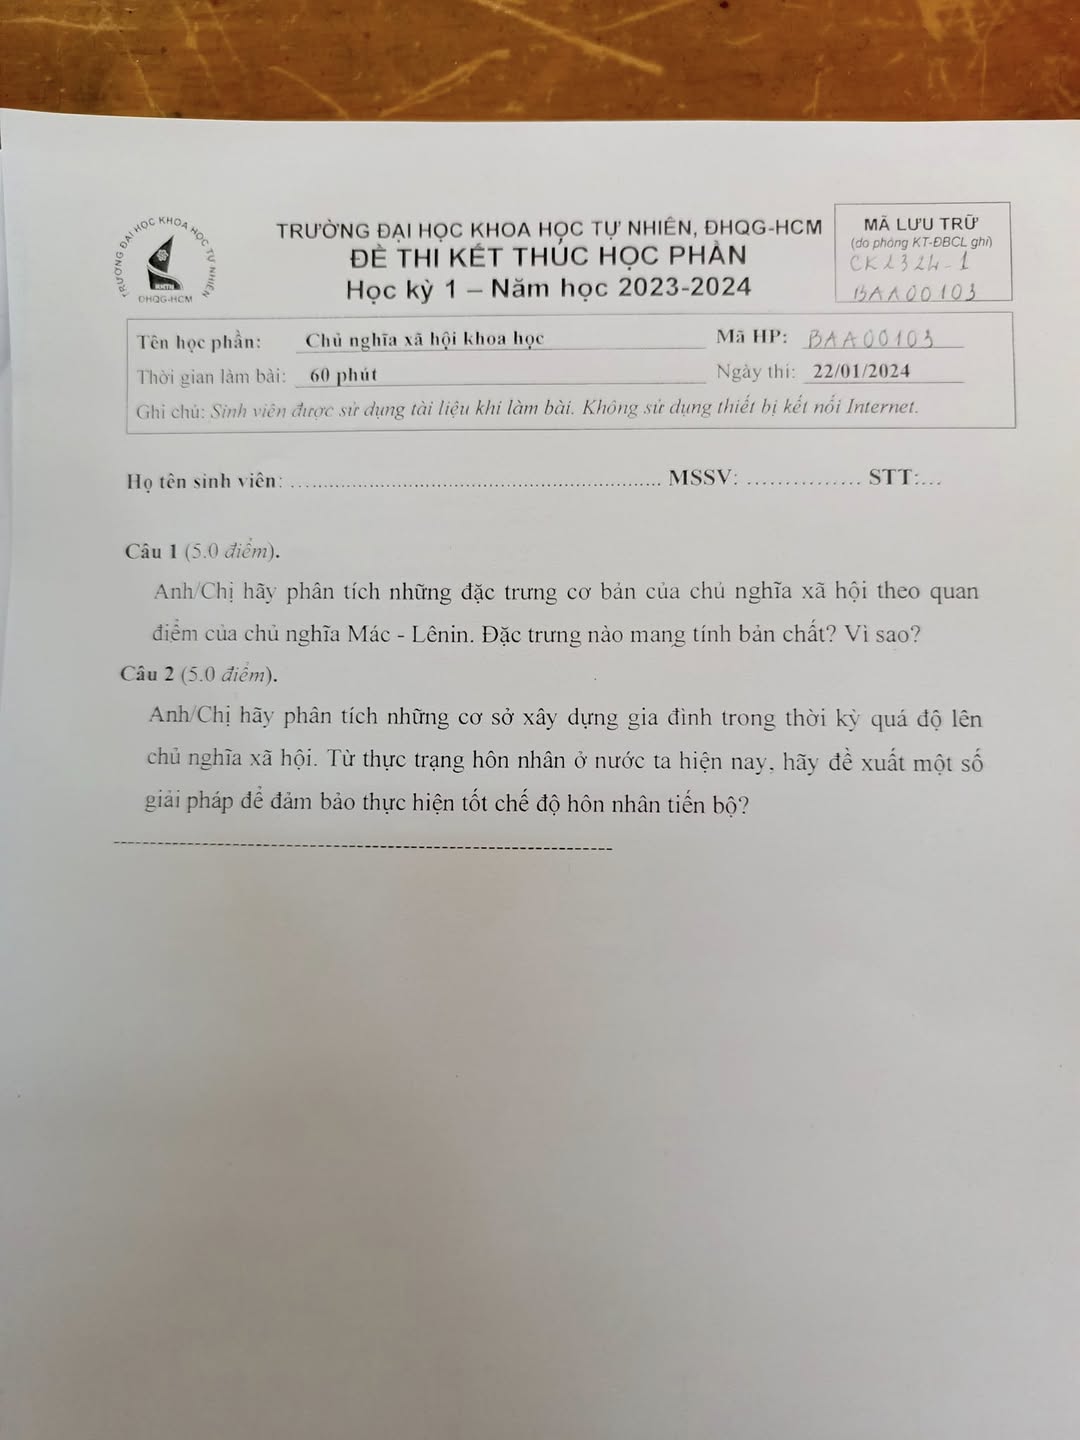 TRƯỜNG ĐẠI HỌC KHOA HỌC TỰ NHIÊN
KHTN
ĐHQG-HCM
TRƯỜNG ĐẠI HỌC KHOA HỌC TỰ NHIÊN, ĐHQG-HCM
ĐỀ THI KẾT THÚC HỌC PHẦN
Học kỳ 1 – Năm học 2023-2024
MÃ LƯU TRỮ
(do phòng KT-ĐBCL ghi)
CK2324-1
BAA00103
Tên học phần: Chủ nghĩa xã hội khoa học Mã HP: BAA00103
Thời gian làm bài: 60 phút Ngày thi: 22/01/2024
Ghi chú: Sinh viên được sử dụng tài liệu khi làm bài. Không sử dụng thiết bị kết nối Internet.
Họ tên sinh viên: ........................................................... MSSV: ............... STT:...
Câu 1 (5.0 điểm).
Anh/Chị hãy phân tích những đặc trưng cơ bản của chủ nghĩa xã hội theo quan
điểm của chủ nghĩa Mác - Lênin. Đặc trưng nào mang tính bản chất? Vì sao?
Câu 2 (5.0 điểm).
Anh/Chị hãy phân tích những cơ sở xây dựng gia đình trong thời kỳ quá độ lên
chủ nghĩa xã hội. Từ thực trạng hôn nhân ở nước ta hiện nay, hãy đề xuất một số
giải pháp để đảm bảo thực hiện tốt chế độ hôn nhân tiến bộ?